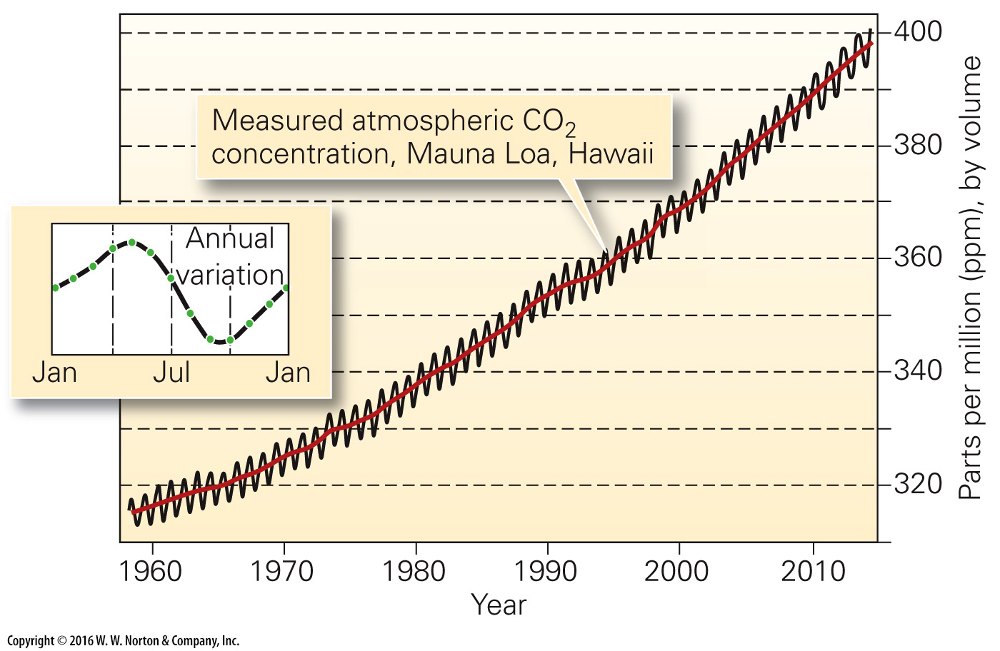 400
380
360
340
320
Parts per million (ppm), by volume
Measured atmospheric CO₂
concentration, Mauna Loa, Hawaii
Annual
variation
Jan Jul Jan
1960 1970 1980 1990 2000 2010
Year
Copyright © 2016 W. W. Norton & Company, Inc.